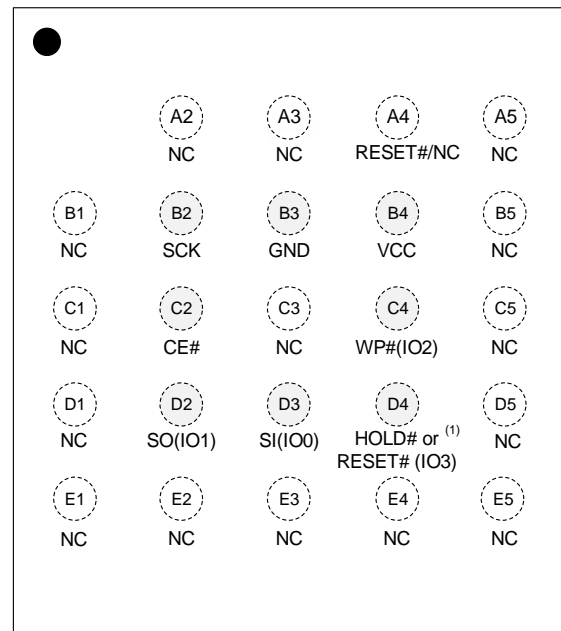 A2 A3 A4 A5
NC NC RESET#/NC NC
B1 B2 B3 B4 B5
NC SCK GND VCC NC
C1 C2 C3 C4 C5
NC CE# NC WP#(IO2) NC
D1 D2 D3 D4 D5
NC SO(IO1) SI(IO0) HOLD# or (1) NC
RESET# (IO3)
E1 E2 E3 E4 E5
NC NC NC NC NC